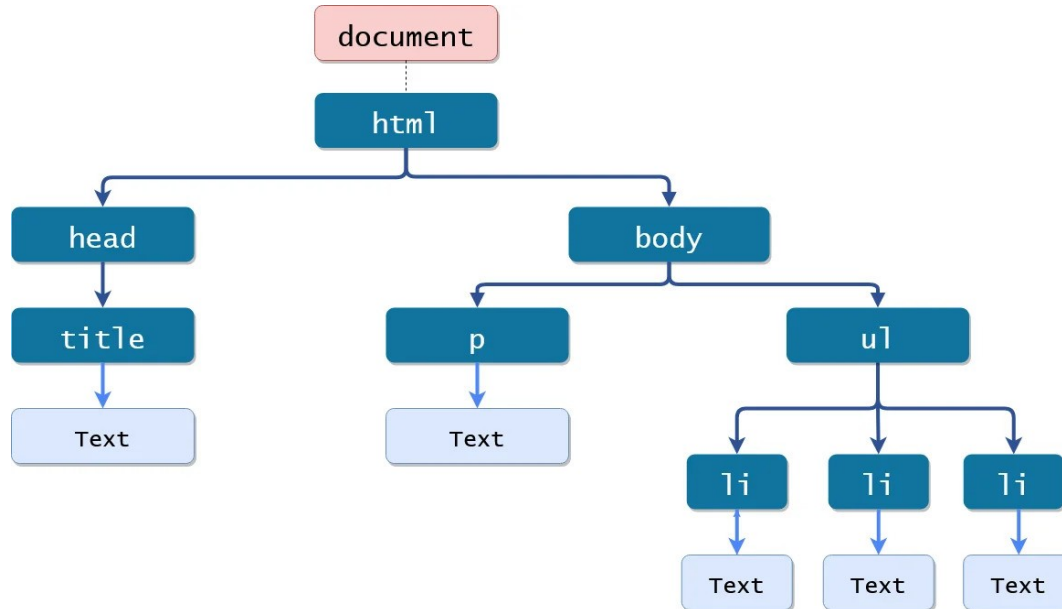 document
html
head
body
title
p
ul
Text
Text
li
li
li
Text
Text
Text